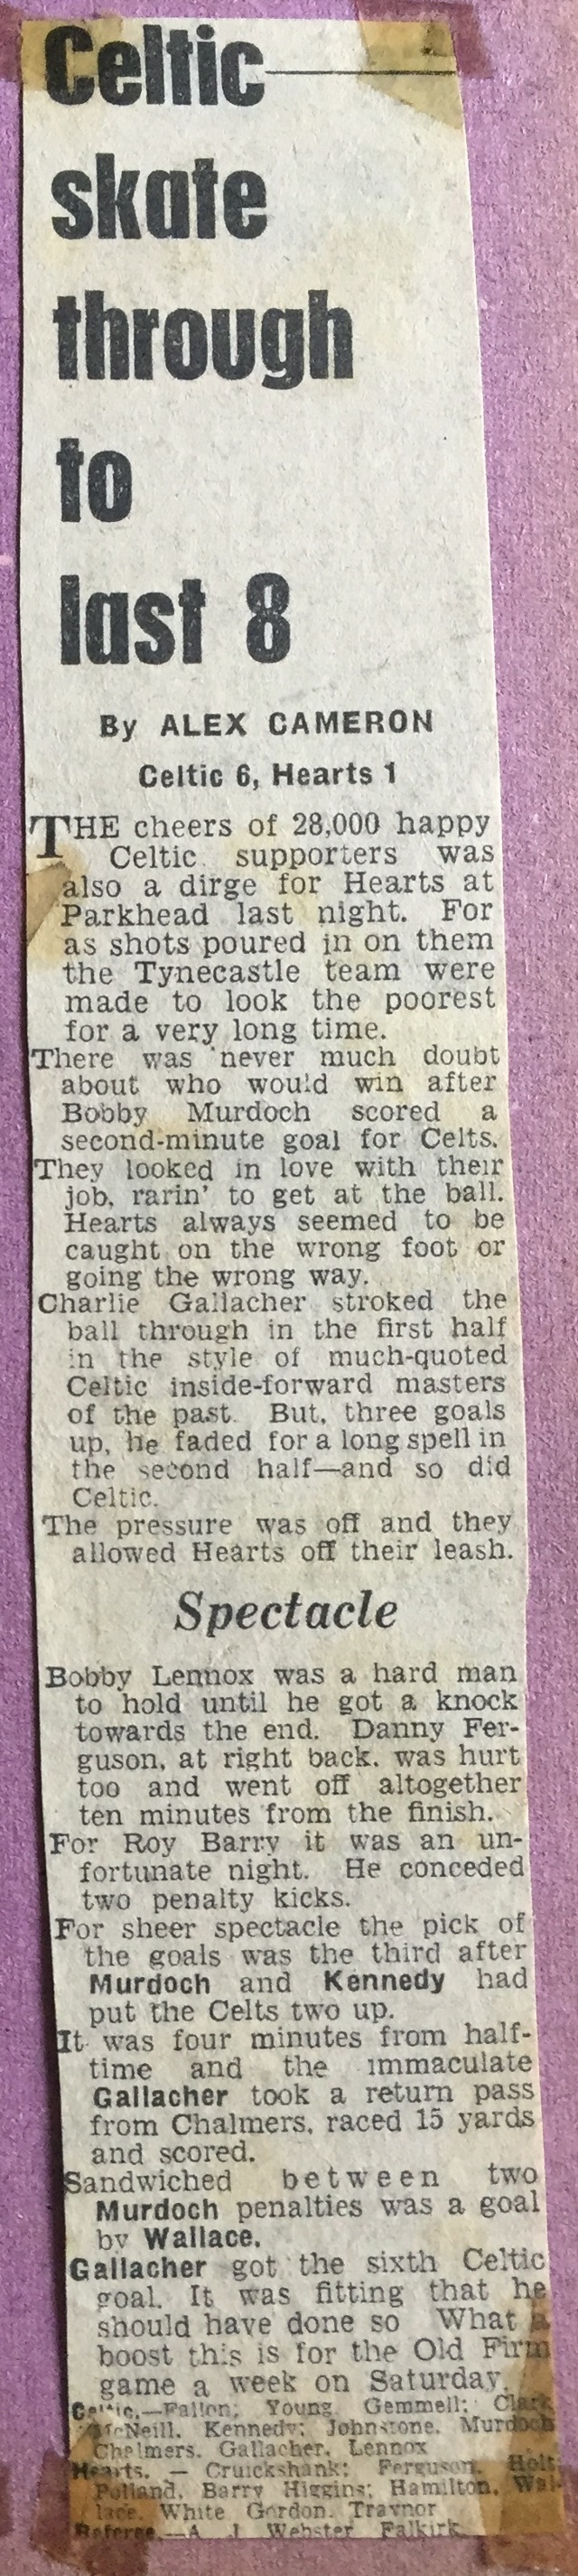 Celtic
skate
through
to
last 8
By ALEX CAMERON
Celtic 6, Hearts 1
THE cheers of 28,000 happy
Celtic supporters was
also a dirge for Hearts at
Parkhead last night. For
as shots poured in on them
the Tynecastle team were
made to look the poorest
for a very long time.
There was never much doubt
about who would win after
Bobby Murdoch scored a
second-minute goal for Celts.
They looked in love with their
job, rarin' to get at the ball.
Hearts always seemed to be
caught on the wrong foot or
going the wrong way.
Charlie Gallacher stroked the
ball through in the first half
in the style of much-quoted
Celtic inside-forward masters
of the past. But, three goals
up, he faded for a long spell in
the second half—and so did
Celtic.
The pressure was off and they
allowed Hearts off their leash.
Spectacle
Bobby Lennox was a hard man
to hold until he got a knock
towards the end. Danny Fer-
guson, at right back, was hurt
too and went off altogether
ten minutes from the finish.
For Roy Barry it was an un-
fortunate night. He conceded
two penalty kicks.
For sheer spectacle the pick of
the goals was the third after
Murdoch and Kennedy had
put the Celts two up.
It was four minutes from half-
time and the immaculate
Gallacher took a return pass
from Chalmers, raced 15 yards
and scored.
Sandwiched between two
Murdoch penalties was a goal
by Wallace.
Gallacher got the sixth Celtic
goal. It was fitting that he
should have done so What a
boost this is for the Old Firm
game a week on Saturday.
Celtic.—Fallon; Young Gemmell; Clark
McNeill, Kennedy; Johnstone, Murdoch
Chalmers, Gallacher, Lennox
Hearts. — Cruickshank; Ferguson, Holt
Polland, Barry Higgins; Hamilton, Wal-
lace, White Gordon, Traynor
Referee.—A. J. Webster Falkirk